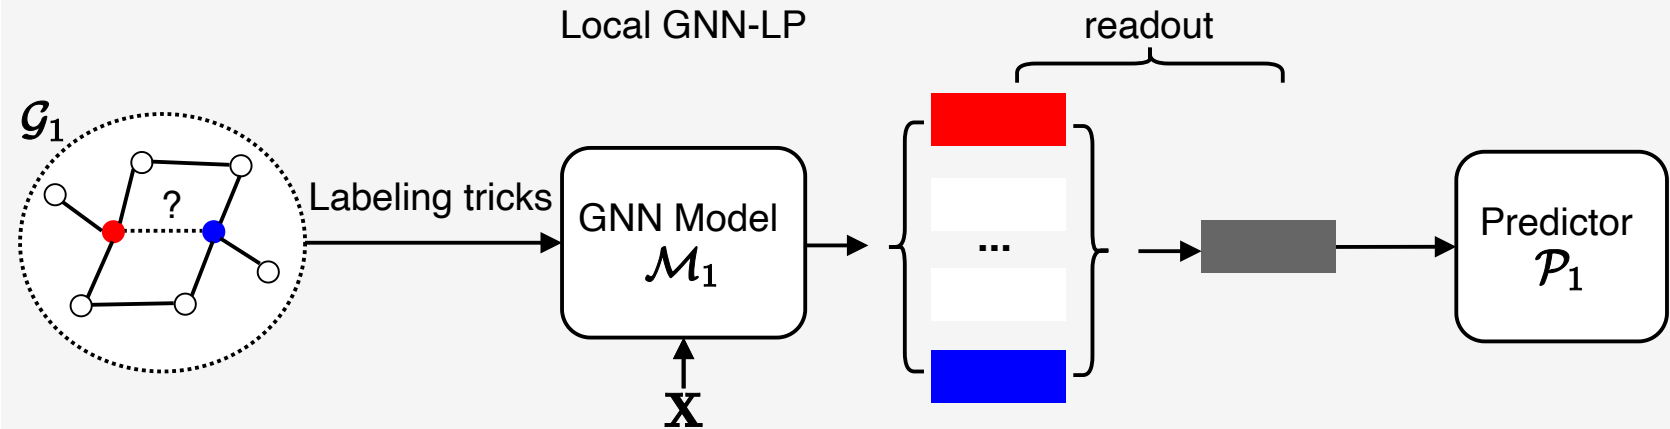 Local GNN-LP
readout
𝒢1
?
Labeling tricks
GNN Model
ℳ1
X
...
Predictor
𝒫1